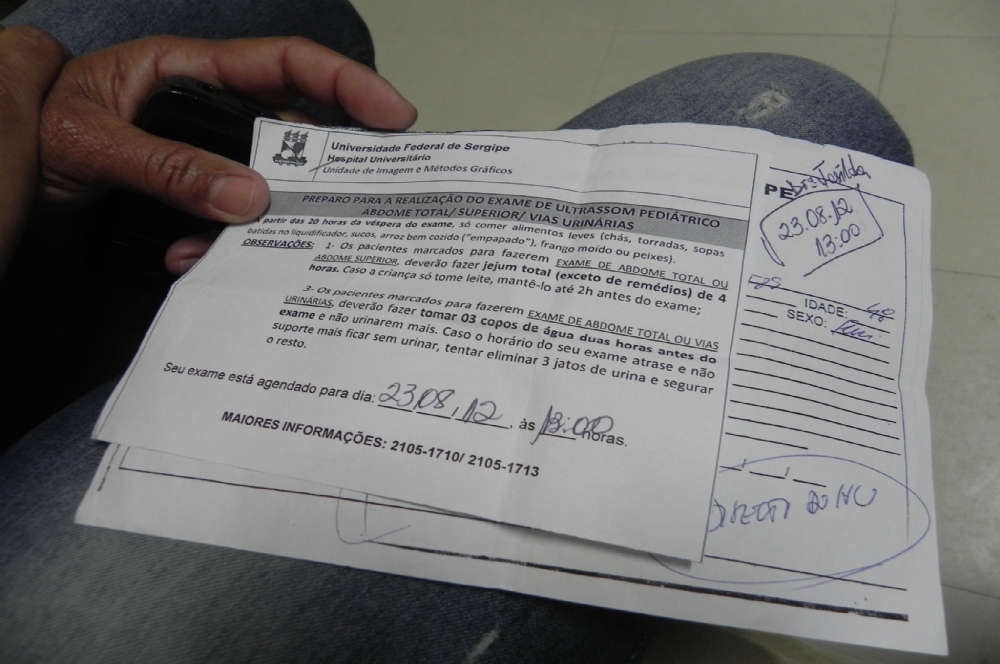 Universidade Federal de Sergipe
Hospital Universitário
Unidade de Imagem e Métodos Gráficos
PREPARO PARA A REALIZAÇÃO DO EXAME DE ULTRASSOM PEDIÁTRICO
ABDOME TOTAL/ SUPERIOR/ VIAS URINÁRIAS
A partir das 20 horas da véspera do exame, só comer alimentos leves (chás, torradas, sopas
batidas no liquidificador, sucos, arroz bem cozido ("empapado"), frango moído ou peixes).
OBSERVAÇÕES: 1- Os pacientes marcados para fazerem EXAME DE ABDOME TOTAL OU
ABDOME SUPERIOR, deverão fazer jejum total (exceto de remédios) de 4
horas. Caso a criança só tome leite, mantê-lo até 2h antes do exame;
3- Os pacientes marcados para fazerem EXAME DE ABDOME TOTAL OU VIAS
URINÁRIAS, deverão fazer tomar 03 copos de água duas horas antes do
exame e não urinarem mais. Caso o horário do seu exame atrase e não
suporte mais ficar sem urinar, tentar eliminar 3 jatos de urina e segurar
o resto.
Seu exame está agendado para dia: 23,08,12, às 13:00 horas.
MAIORES INFORMAÇÕES: 2105-1710/ 2105-1713
PE
23.08.12
13:00
IDADE:
SEXO: